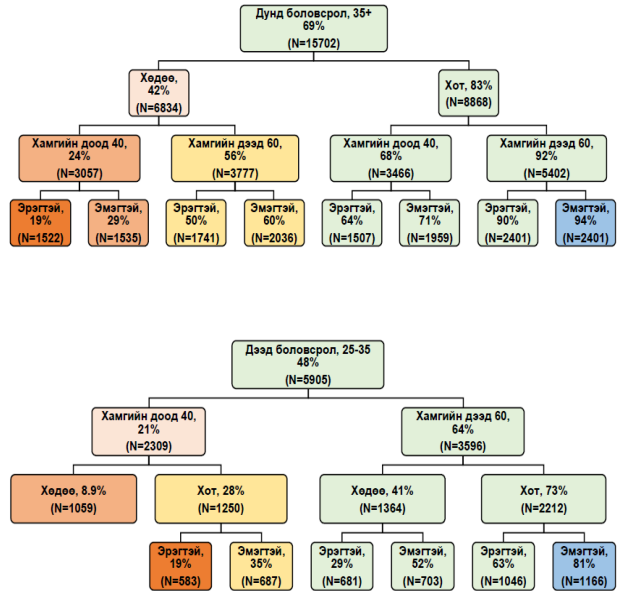 Дунд боловсрол, 35+
69%
(N=15702)
Хөдөө,
42%
(N=6834)
Хот, 83%
(N=8868)
Хамгийн доод 40,
24%
(N=3057)
Хамгийн дээд 60,
56%
(N=3777)
Хамгийн доод 40,
68%
(N=3466)
Хамгийн дээд 60,
92%
(N=5402)
Эрэгтэй,
19%
(N=1522)
Эмэгтэй,
29%
(N=1535)
Эрэгтэй,
50%
(N=1741)
Эмэгтэй,
60%
(N=2036)
Эрэгтэй,
64%
(N=1507)
Эмэгтэй,
71%
(N=1959)
Эрэгтэй,
90%
(N=2401)
Эмэгтэй,
94%
(N=2401)
Дээд боловсрол, 25-35
48%
(N=5905)
Хамгийн доод 40,
21%
(N=2309)
Хамгийн дээд 60,
64%
(N=3596)
Хөдөө, 8.9%
(N=1059)
Хот, 28%
(N=1250)
Хөдөө, 41%
(N=1364)
Хот, 73%
(N=2212)
Эрэгтэй,
19%
(N=583)
Эмэгтэй,
35%
(N=687)
Эрэгтэй,
29%
(N=681)
Эмэгтэй,
52%
(N=703)
Эрэгтэй,
63%
(N=1046)
Эмэгтэй,
81%
(N=1166)